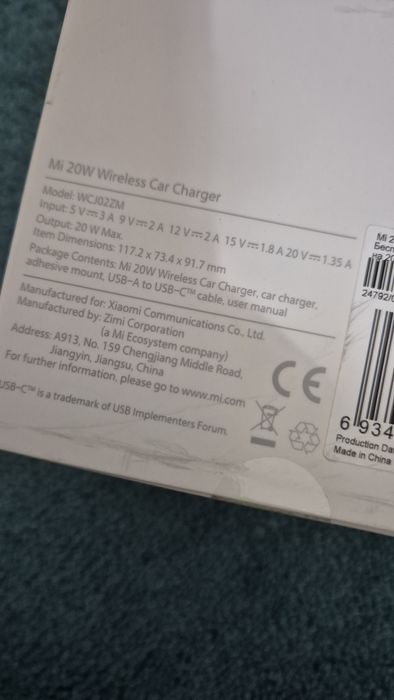 Mi 20W Wireless Car Charger
Model: WCJ02ZM
Input: 5 V⎓3 A 9 V⎓2 A 12 V⎓2 A 15 V⎓1.8 A 20 V⎓1.35 A
Output: 20 W Max.
Item Dimensions: 117.2 x 73.4 x 91.7 mm
Package Contents: Mi 20W Wireless Car Charger, car charger,
adhesive mount, USB-A to USB-C™ cable, user manual
Manufactured for: Xiaomi Communications Co., Ltd.
Manufactured by: Zimi Corporation
(a Mi Ecosystem company)
Address: A913, No. 159 Chengjiang Middle Road,
Jiangyin, Jiangsu, China
For further information, please go to www.mi.com
USB-C™ is a trademark of USB Implementers Forum.
CE
Mi 2
Бесп
на 20
24792/
6 934
Production Da
Made in China